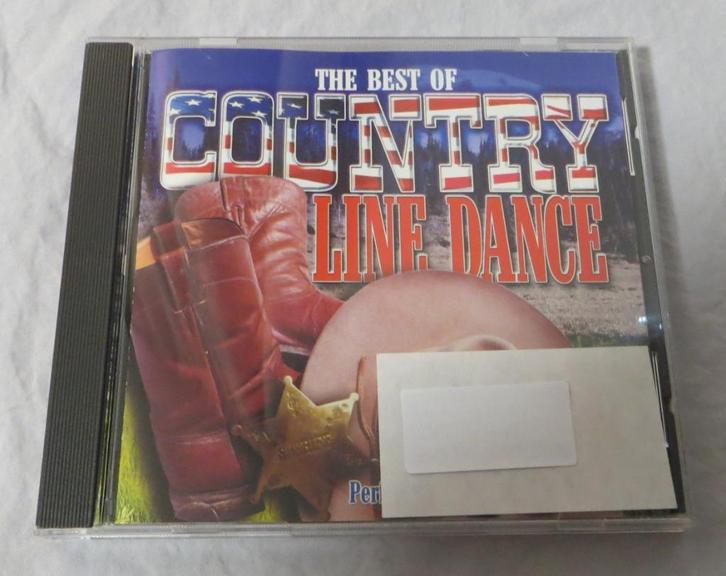 THE BEST OF
COUNTRY
LINE DANCE